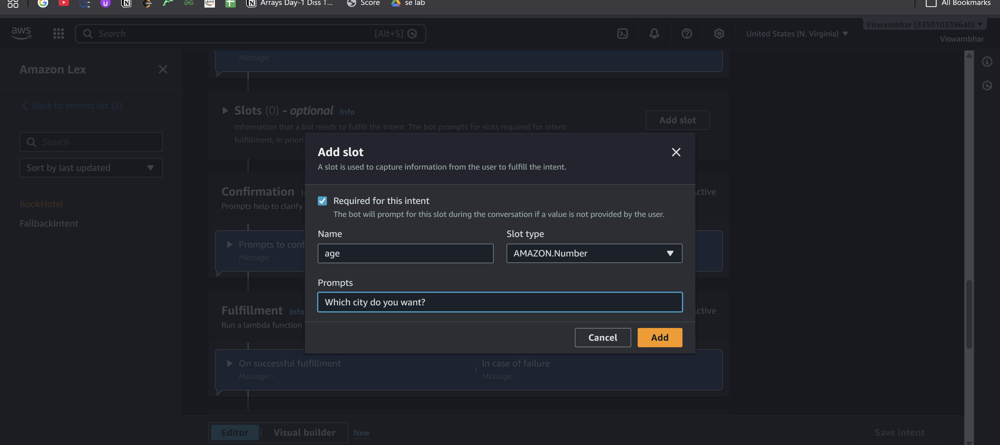 Arrays Day-1 Diss T...
Score
se lab
All Bookmarks
aws
Search
[Alt+S]
United States (N. Virginia)
Viswambhar (335010339640)
Viswambhar
Amazon Lex
Back to intents list (2)
Search
Sort by last updated
BookHotel
FallbackIntent
Message: -
Slots (0) - optional Info
Information that a bot needs to fulfill the intent. The bot prompts for slots required for intent
fulfillment, in priori
Add slot
Confirmation
Prompts help to clarify
Prompts to conf
Message: -
Fulfillment Info
Run a lambda function
On successful fulfillment
Message: -
In case of failure
Message: -
Add slot
A slot is used to capture information from the user to fulfill the intent.
Required for this intent
The bot will prompt for this slot during the conversation if a value is not provided by the user.
Name
Slot type
age
AMAZON.Number
Prompts
Which city do you want?
Cancel
Add
Editor
Visual builder
New
Save intent